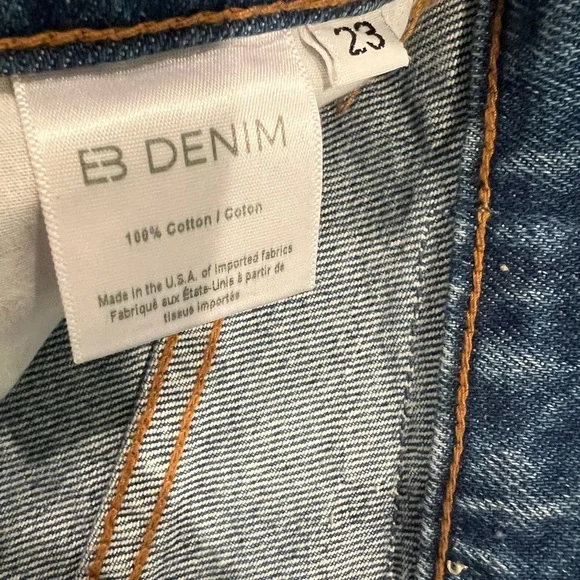 23
EB DENIM
100% Cotton / Coton
Made in the U.S.A. of imported fabrics
Fabriqué aux États-Unis à partir de
tissus importés